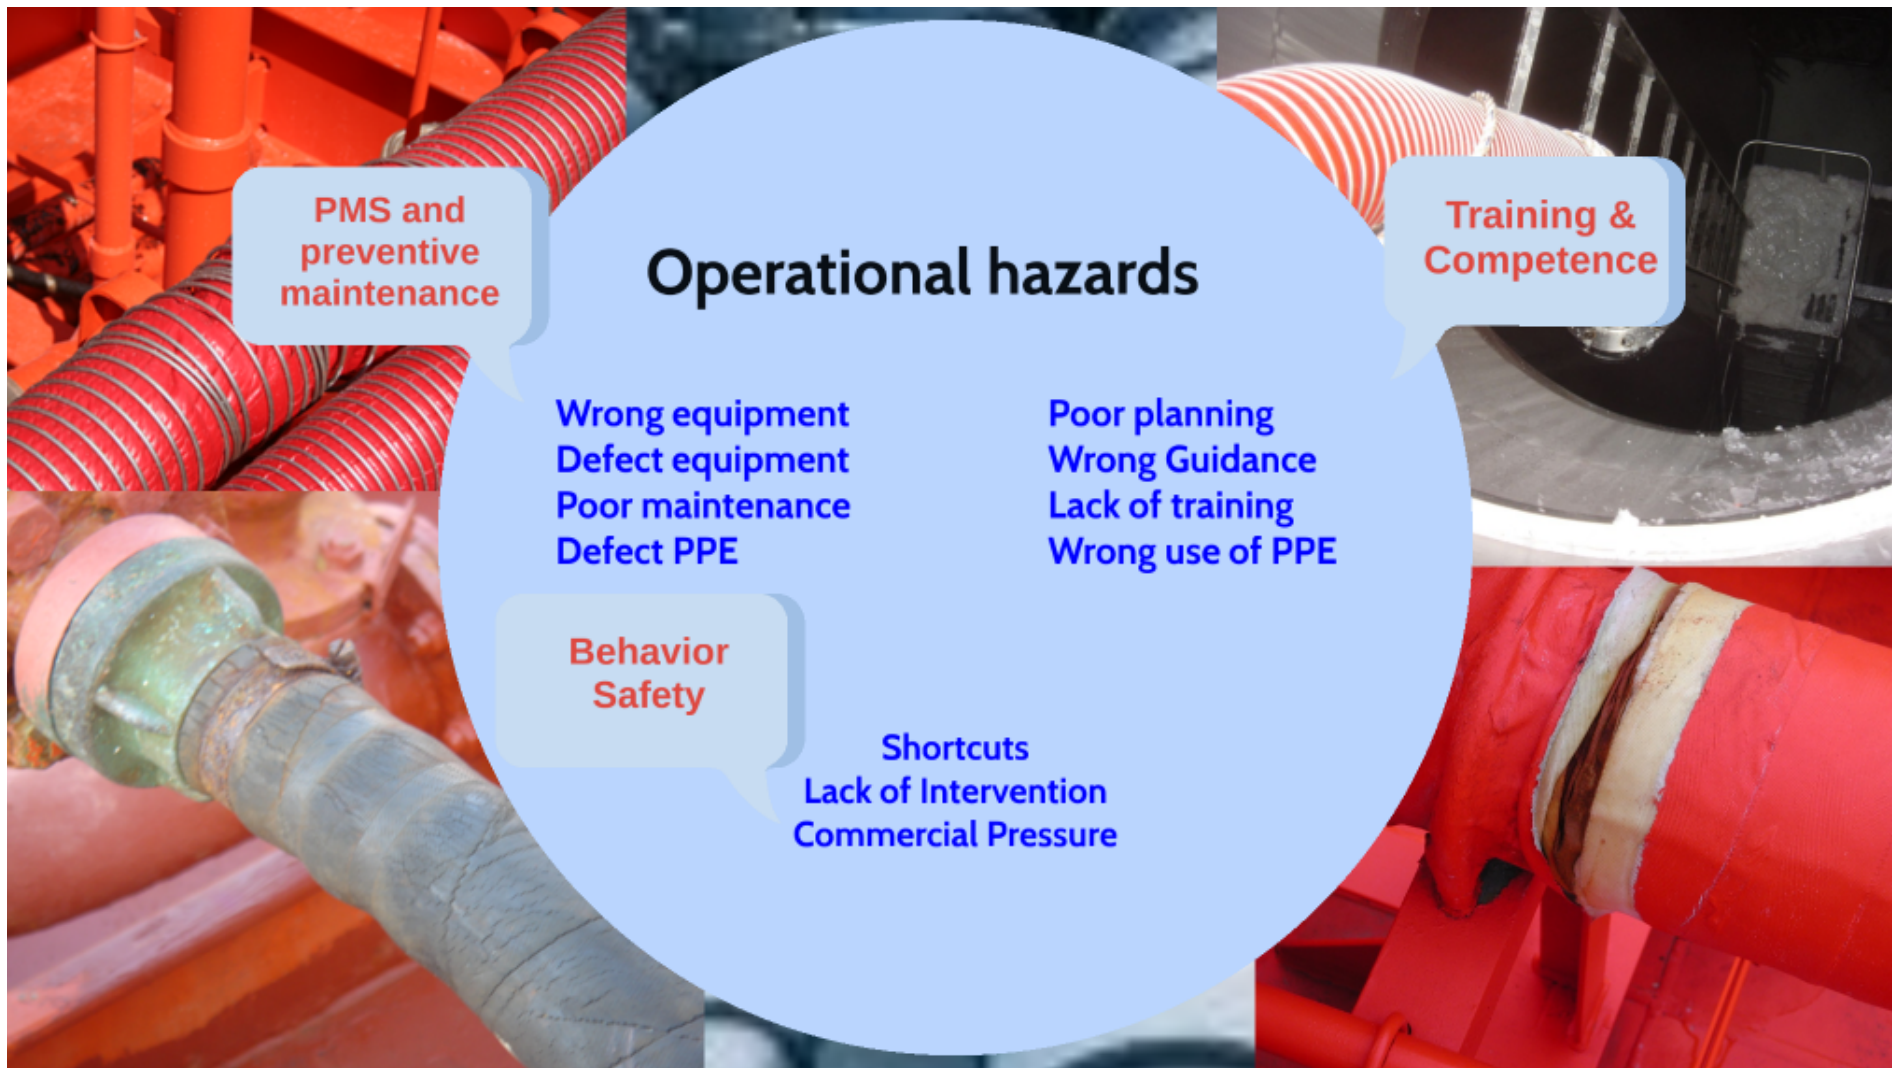 Operational hazards
PMS and
preventive
maintenance
Wrong equipment
Defect equipment
Poor maintenance
Defect PPE
Training &
Competence
Poor planning
Wrong Guidance
Lack of training
Wrong use of PPE
Behavior
Safety
Shortcuts
Lack of Intervention
Commercial Pressure